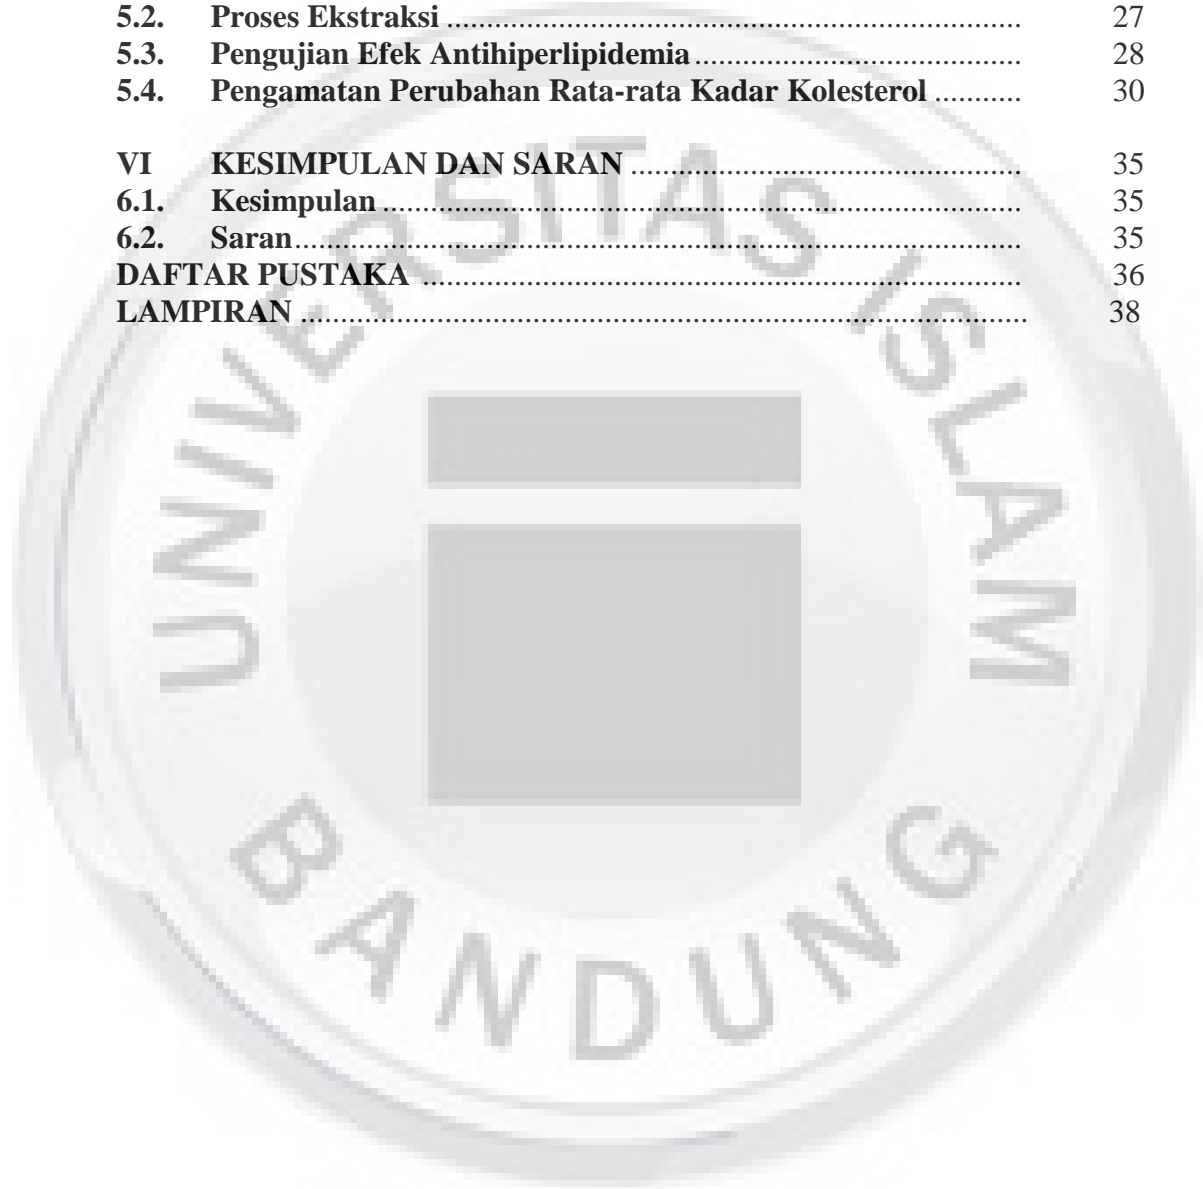 5.2. Proses Ekstraksi ........................................................................ 27
5.3. Pengujian Efek Antihiperlipidemia ......................................... 28
5.4. Pengamatan Perubahan Rata-rata Kadar Kolesterol ........... 30
VI KESIMPULAN DAN SARAN ................................................. 35
6.1. Kesimpulan ................................................................................ 35
6.2. Saran ........................................................................................... 35
DAFTAR PUSTAKA ........................................................................... 36
LAMPIRAN ........................................................................................... 38
UNIVERSITAS ISLAM
BANDUNG